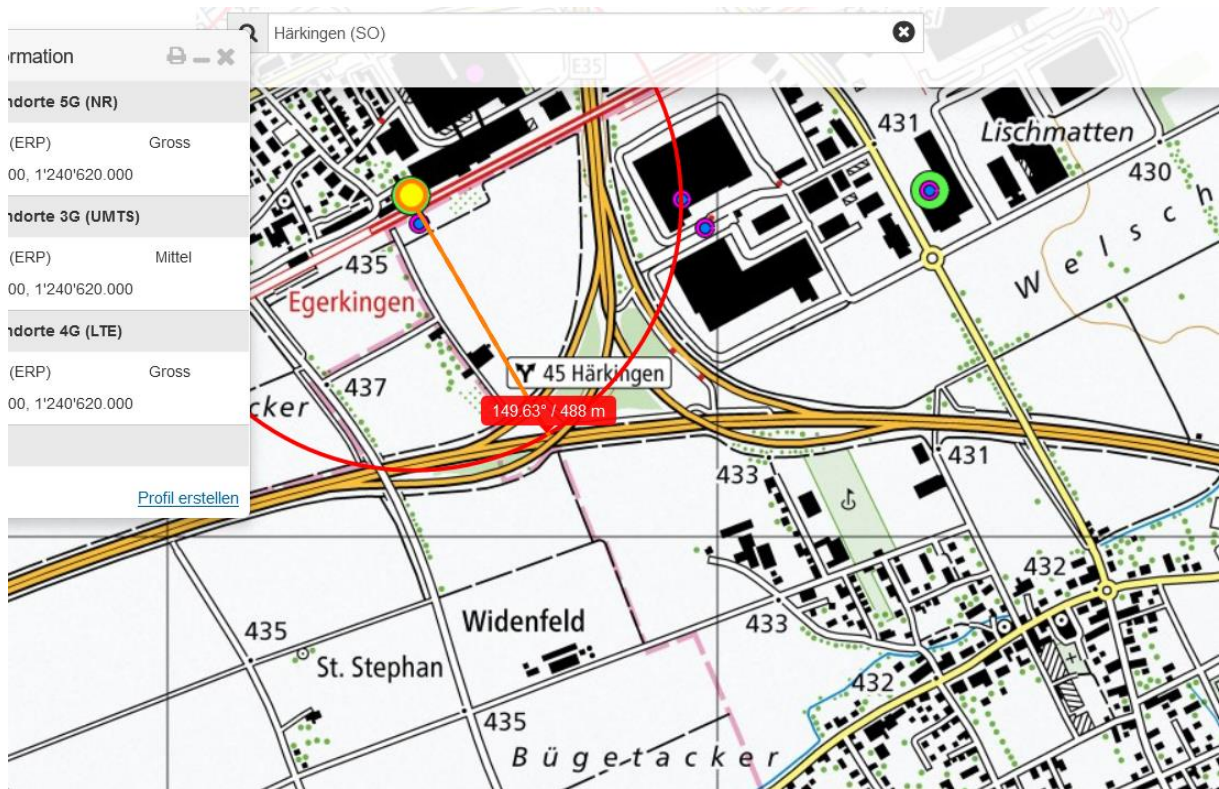 Härkingen (SO)
ormation
ndorte 5G (NR)
(ERP) Gross
00, 1'240'620.000
ndorte 3G (UMTS)
(ERP) Mittel
00, 1'240'620.000
ndorte 4G (LTE)
(ERP) Gross
00, 1'240'620.000
Profil erstellen
E35
431
Lischmatten
430
Welsch
435
Egerkingen
45 Härkingen
437
cker
149.63° / 488 m
433
431
432
Widenfeld
433
435
St. Stephan
432
435
Bügetacker